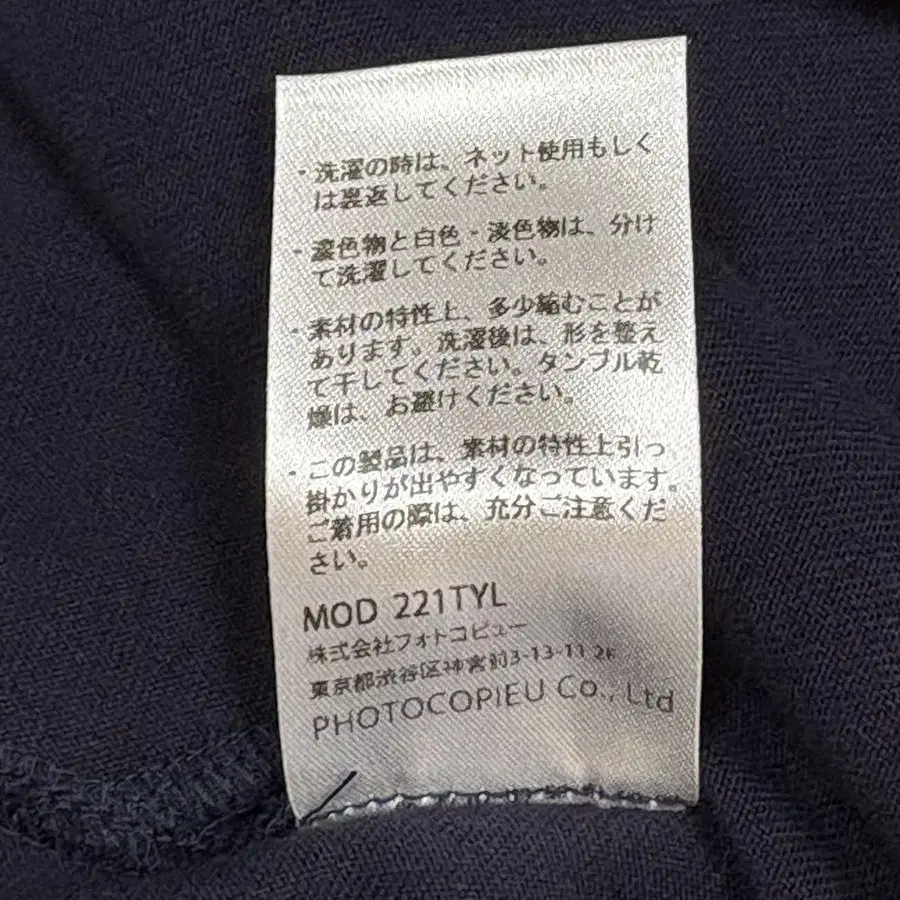 ・洗濯の時は、ネット使用もしく
は裏返してください。
・濃色物と白色・淡色物は、分け
て洗濯してください。
・素材の特性上、多少縮むことが
あります。洗濯後は、形を整え
て干してください。タンブル乾
燥は、お避けください。
・この製品は、素材の特性上引っ
掛かりが出やすくなっています。
ご着用の際は、充分ご注意くだ
さい。
MOD 221TYL
株式会社フォトコピュー
東京都渋谷区神宮前3-13-11 2F
PHOTOCOPIEU Co., Ltd